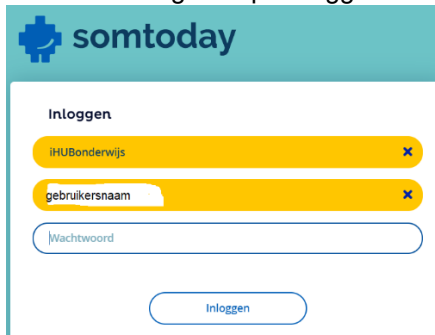 somtoday
Inloggen
iHUBonderwijs
gebruikersnaam
Wachtwoord
Inloggen